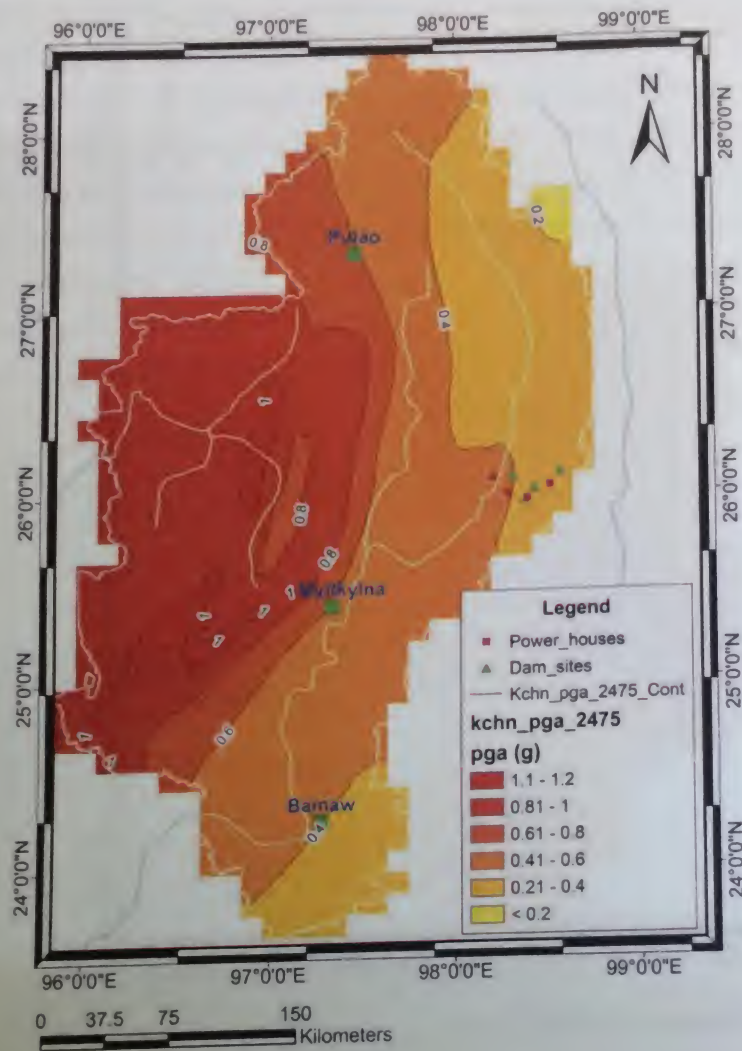 96°0'0"E 97°0'0"E 98°0'0"E 99°0'0"E
N
28°0'0"N 28°0'0"N
0.2
Putao
0.8
27°0'0"N 27°0'0"N
0.4
1
26°0'0"N 26°0'0"N
0.8
0.8
1
Myitkyina
1 1
1
25°0'0"N 25°0'0"N
0.6
1
1
Bamaw
0.4
24°0'0"N 24°0'0"N
Legend
Power_houses
Dam_sites
Kchn_pga_2475_Cont
kchn_pga_2475
pga (g)
1.1 - 1.2
0.81 - 1
0.61 - 0.8
0.41 - 0.6
0.21 - 0.4
< 0.2
96°0'0"E 97°0'0"E 98°0'0"E 99°0'0"E
0 37.5 75 150
Kilometers